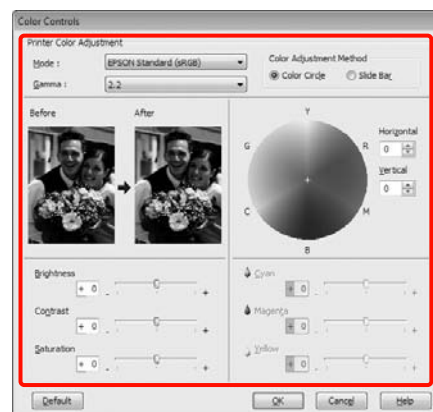 Color Controls
Printer Color Adjustment
Mode : EPSON Standard (sRGB)
Gamma : 2.2
Color Adjustment Method
Color Circle Slide Bar
Before After
Y
G R
C M
B
Horizontal
0
Vertical
0
Brightness
+ 0 - +
Contrast
+ 0 - +
Saturation
+ 0 - +
Cyan
+ 0 - +
Magenta
+ 0 - +
Yellow
+ 0 - +
Default OK Cancel Help